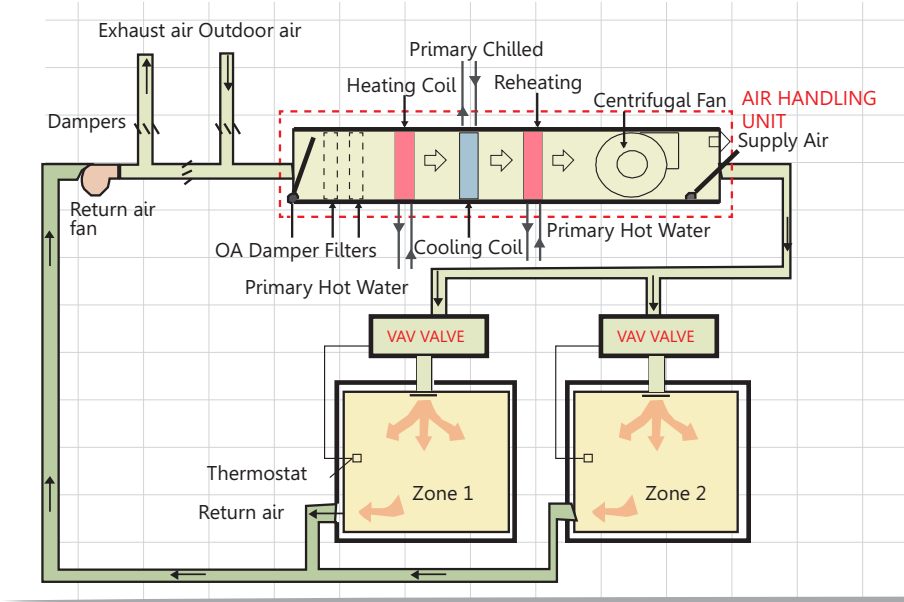 Exhaust air Outdoor air
Primary Chilled
Heating Coil
Reheating
Centrifugal Fan
AIR HANDLING
UNIT
Dampers
Supply Air
Return air
fan
OA Damper Filters
Cooling Coil
Primary Hot Water
Primary Hot Water
VAV VALVE
VAV VALVE
Thermostat
Zone 1
Zone 2
Return air